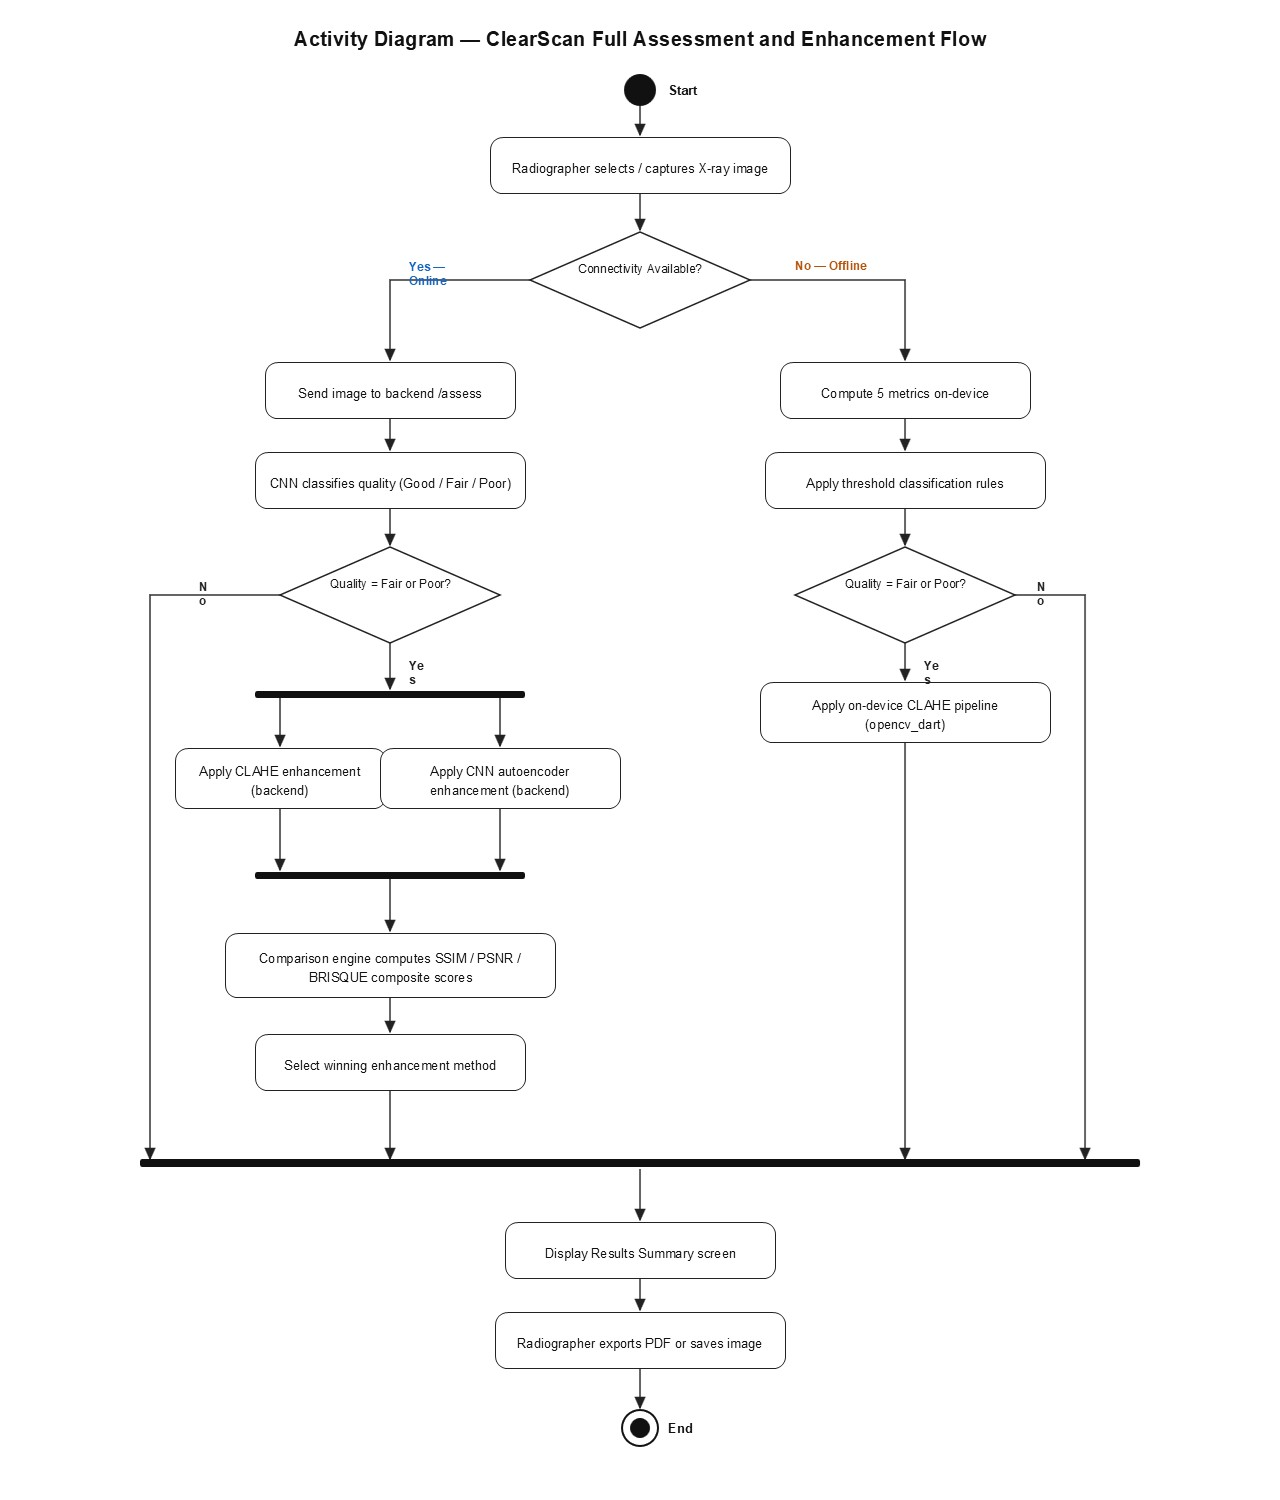 Activity Diagram — ClearScan Full Assessment and Enhancement Flow
Start
Radiographer selects / captures X-ray image
Connectivity Available?
Yes —
Online
No — Offline
Send image to backend /assess
Compute 5 metrics on-device
CNN classifies quality (Good / Fair / Poor)
Apply threshold classification rules
Quality = Fair or Poor?
N
o
Quality = Fair or Poor?
N
o
Ye
s
Ye
s
Apply CLAHE enhancement
(backend)
Apply CNN autoencoder
enhancement (backend)
Apply on-device CLAHE pipeline
(opencv_dart)
Comparison engine computes SSIM / PSNR /
BRISQUE composite scores
Select winning enhancement method
Display Results Summary screen
Radiographer exports PDF or saves image
End